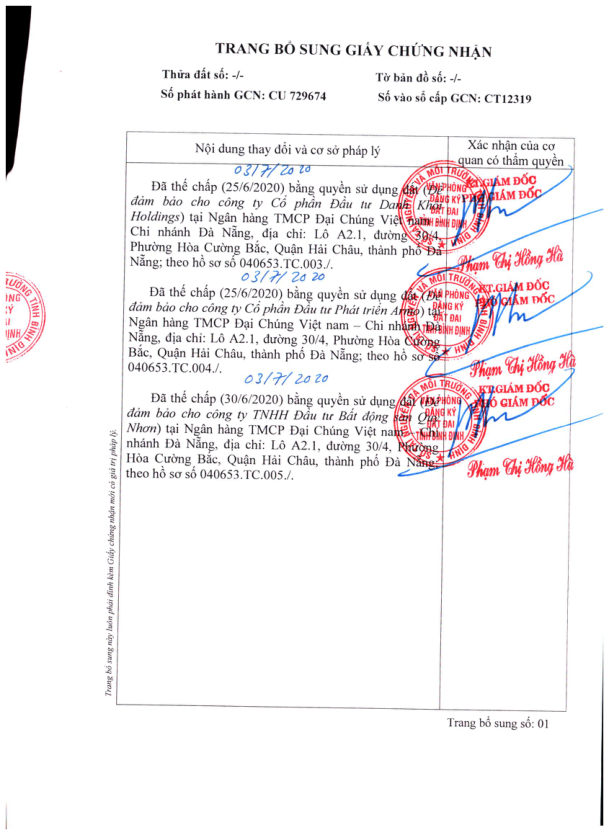 TRANG BỔ SUNG GIẤY CHỨNG NHẬN
Thửa đất số: -/-
Tờ bản đồ số: -/-
Số phát hành GCN: CU 729674
Số vào sổ cấp GCN: CT12319
Nội dung thay đổi và cơ sở pháp lý
Xác nhận của cơ
quan có thẩm quyền
03/7/2020
Đã thế chấp (25/6/2020) bằng quyền sử dụng đất (Để
đảm bảo cho công ty Cổ phần Đầu tư Danh Khôi
Holdings) tại Ngân hàng TMCP Đại Chúng Việt nam –
Chi nhánh Đà Nẵng, địa chỉ: Lô A2.1, đường 30/4,
Phường Hòa Cường Bắc, Quận Hải Châu, thành phố Đà
Nẵng; theo hồ sơ số 040653.TC.003./.
KT.GIÁM ĐỐC
PHÓ GIÁM ĐỐC
Phạm Thị Hồng Hà
03/7/2020
Đã thế chấp (25/6/2020) bằng quyền sử dụng đất (Để
đảm bảo cho công ty Cổ phần Đầu tư Phát triển Arno) tại
Ngân hàng TMCP Đại Chúng Việt nam – Chi nhánh Đà
Nẵng, địa chỉ: Lô A2.1, đường 30/4, Phường Hòa Cường
Bắc, Quận Hải Châu, thành phố Đà Nẵng; theo hồ sơ số
040653.TC.004./.
KT.GIÁM ĐỐC
PHÓ GIÁM ĐỐC
Phạm Thị Hồng Hà
03/7/2020
Đã thế chấp (30/6/2020) bằng quyền sử dụng đất (Để
đảm bảo cho công ty TNHH Đầu tư Bất động sản Qui
Nhơn) tại Ngân hàng TMCP Đại Chúng Việt nam – Chi
nhánh Đà Nẵng, địa chỉ: Lô A2.1, đường 30/4, Phường
Hòa Cường Bắc, Quận Hải Châu, thành phố Đà Nẵng;
theo hồ sơ số 040653.TC.005./.
KT.GIÁM ĐỐC
PHÓ GIÁM ĐỐC
Phạm Thị Hồng Hà
VĂN PHÒNG
ĐĂNG KÝ
ĐẤT ĐAI
TỈNH BÌNH ĐỊNH
Trang bổ sung này luôn phải đính kèm Giấy chứng nhận mới có giá trị pháp lý.
Trang bổ sung số: 01